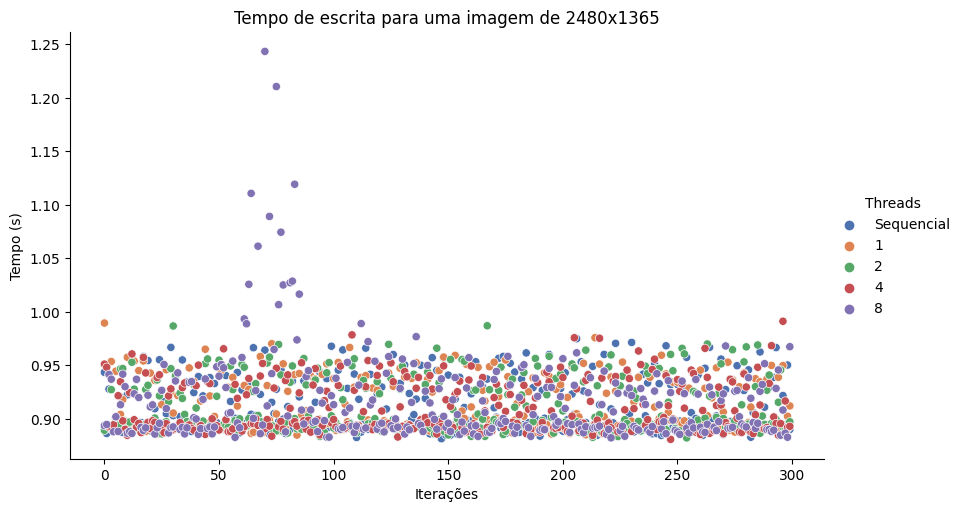 Tempo de escrita para uma imagem de 2480x1365
Tempo (s)
1.25
1.20
1.15
1.10
1.05
1.00
0.95
0.90
0 50 100 150 200 250 300
Iterações
Threads
Sequencial
1
2
4
8